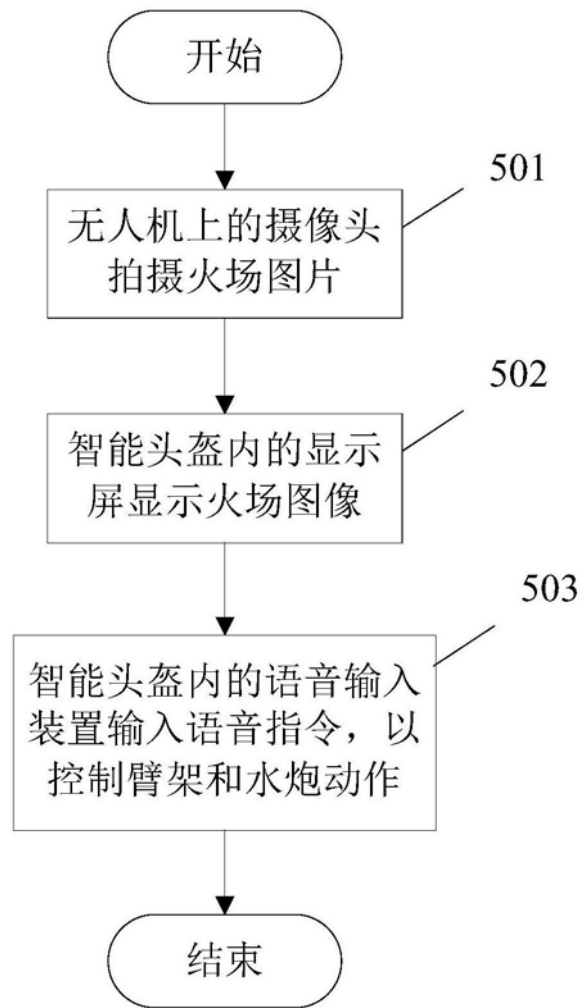 开始
501
无人机上的摄像头
拍摄火场图片
502
智能头盔内的显示
屏显示火场图像
503
智能头盔内的语音输入
装置输入语音指令，以
控制臂架和水炮动作
结束